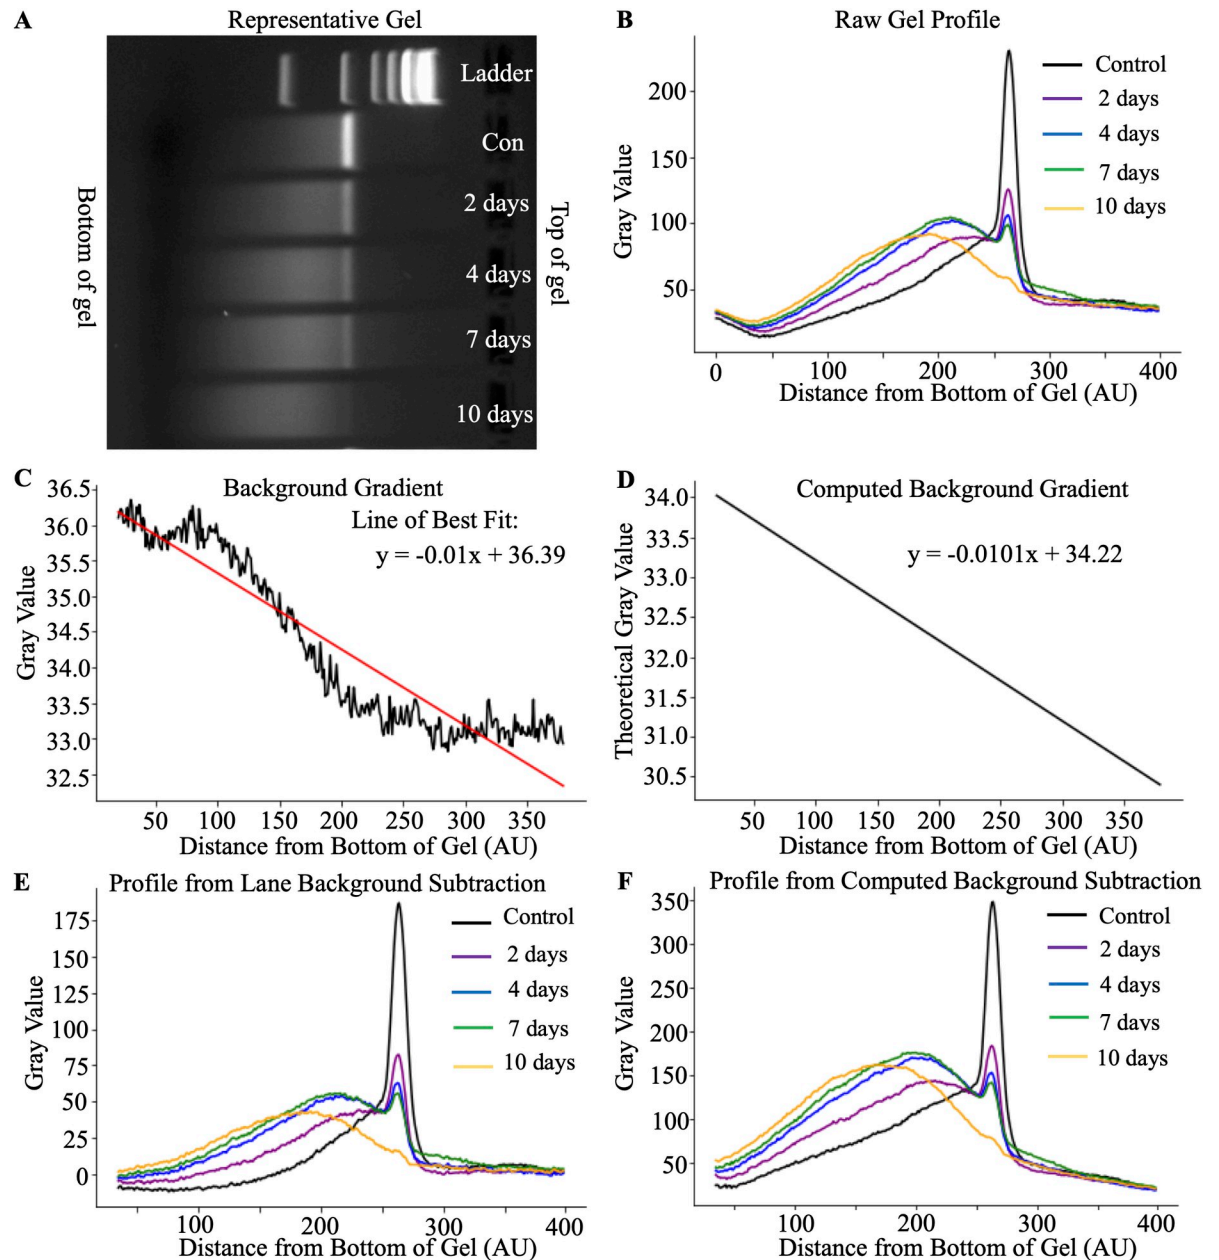 A
Representative Gel
Ladder
Con
2 days
4 days
7 days
10 days
Bottom of gel
Top of gel
B
Raw Gel Profile
Gray Value
200
150
100
50
0
100
200
300
400
Distance from Bottom of Gel (AU)
Control
2 days
4 days
7 days
10 days
C
Background Gradient
Line of Best Fit:
y = -0.01x + 36.39
Gray Value
36.5
36.0
35.5
35.0
34.5
34.0
33.5
33.0
32.5
50
100
150
200
250
300
350
Distance from Bottom of Gel (AU)
D
Computed Background Gradient
y = -0.0101x + 34.22
Theoretical Gray Value
34.0
33.5
33.0
32.5
32.0
31.5
31.0
30.5
50
100
150
200
250
300
350
Distance from Bottom of Gel (AU)
E
Profile from Lane Background Subtraction
Gray Value
175
150
125
100
75
50
25
0
100
200
300
400
Distance from Bottom of Gel (AU)
Control
2 days
4 days
7 days
10 days
F
Profile from Computed Background Subtraction
Gray Value
350
300
250
200
150
100
50
100
200
300
400
Distance from Bottom of Gel (AU)
Control
2 days
4 days
7 days
10 days